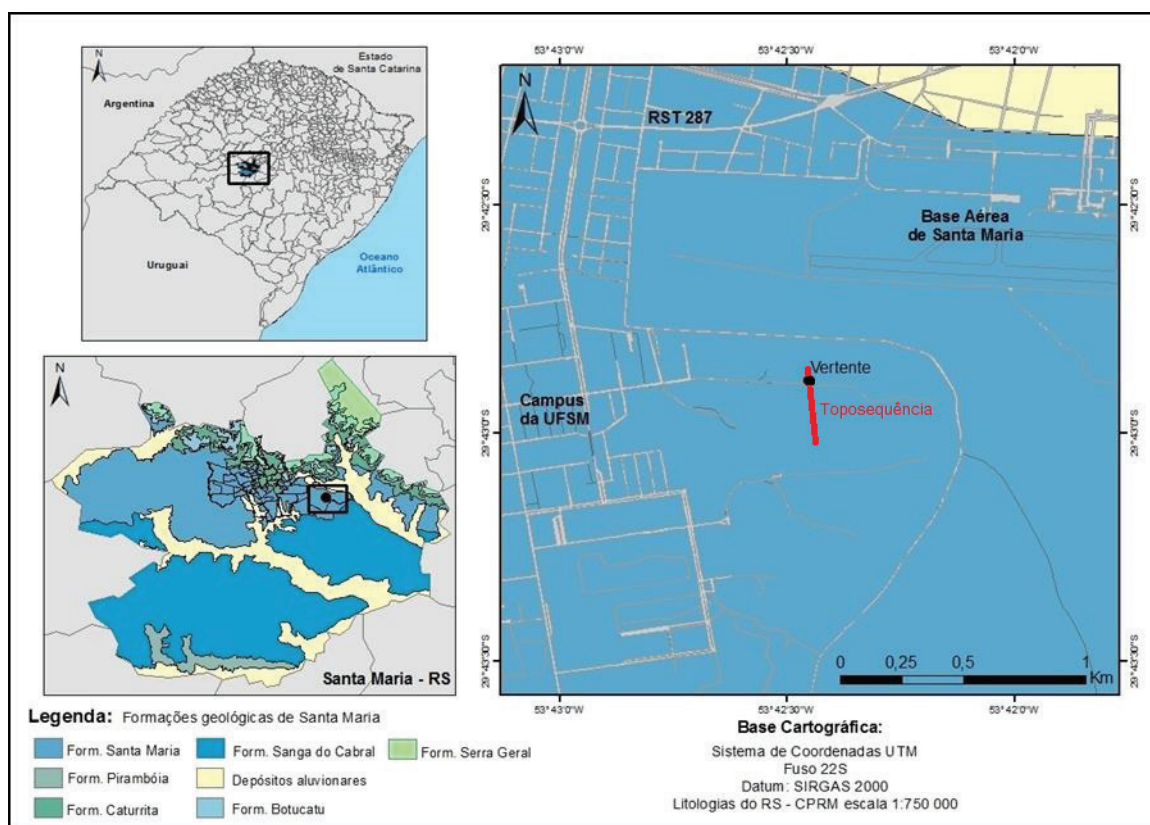 N
Estado
de Santa Catarina
Argentina
Uruguai
Oceano
Atlântico
N
Santa Maria - RS
53°43'0"W
53°42'30"W
53°42'0"W
N
RST 287
Base Aérea
de Santa Maria
Vertente
Toposequência
Campus
da UFSM
29°42'30"S
29°43'0"S
29°43'30"S
29°42'30"S
29°43'0"S
29°43'30"S
0 0,25 0,5 1
Km
53°43'0"W
53°42'30"W
53°42'0"W
Legenda: Formações geológicas de Santa Maria
Form. Santa Maria
Form. Sanga do Cabral
Form. Serra Geral
Form. Pirambóia
Depósitos aluvionares
Form. Caturrita
Form. Botucatu
Base Cartográfica:
Sistema de Coordenadas UTM
Fuso 22S
Datum: SIRGAS 2000
Litologias do RS - CPRM escala 1:750 000